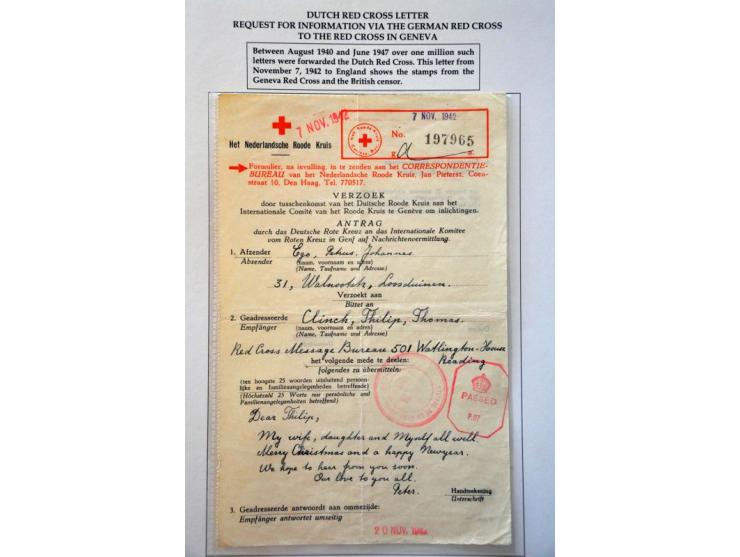 DUTCH RED CROSS LETTER
REQUEST FOR INFORMATION VIA THE GERMAN RED CROSS
TO THE RED CROSS IN GENEVA
Between August 1940 and June 1947 over one million such
letters were forwarded the Dutch Red Cross. This letter from
November 7, 1942 to England shows the stamps from the
Geneva Red Cross and the British censor.
7 NOV. 1942
7 NOV. 1942
No. 197965
Het Nederlandsche Roode Kruis
Formulier, na invulling, in te zenden aan het CORRESPONDENTIE-
BUREAU van het Nederlandsche Roode Kruis, Jan Pietersz. Coen-
straat 10, Den Haag, Tel. 770517.
VERZOEK
door tusschenkomst van het Duitsche Roode Kruis aan het
Internationale Comité van het Roode Kruis te Genève om inlichtingen.
ANTRAG
durch das Deutsche Rote Kreuz an das Internationale Komitee
vom Roten Kreuz in Genf auf Nachrichtenvermittlung.
1. Afzender Ego, Petrus, Johannes
Absender (naam, voornaam en adres)
(Name, Taufname und Adresse)
31, Walnootstr, Loosduinen.
Verzoekt aan
Bittet an
2. Geadresseerde Clinch, Philip, Thomas.
Empfänger (naam, voornaam en adres)
(Name, Taufname und Adresse)
Red Cross Message Bureau 501 Watlington-House
Reading
het volgende mede te deelen:
folgendes zu übermitteln:
(ten hoogste 25 woorden uitsluitend persoon-
lijke en familieaangelegenheden betreffende)
(Höchstzahl 25 Worte nur persönliche und
Familienangelegenheiten betreffend)
PASSED
P.87
Dear Philip,
My wife, daughter and Myself all well.
Merry Christmas and a happy Newyear.
We hope to hear from you soon.
Our love to you all.
Peter.
Handteekening
Unterschrift
3. Geadresseerde antwoordt aan ommezijde:
Empfänger antwortet umseitig
20 NOV. 1942